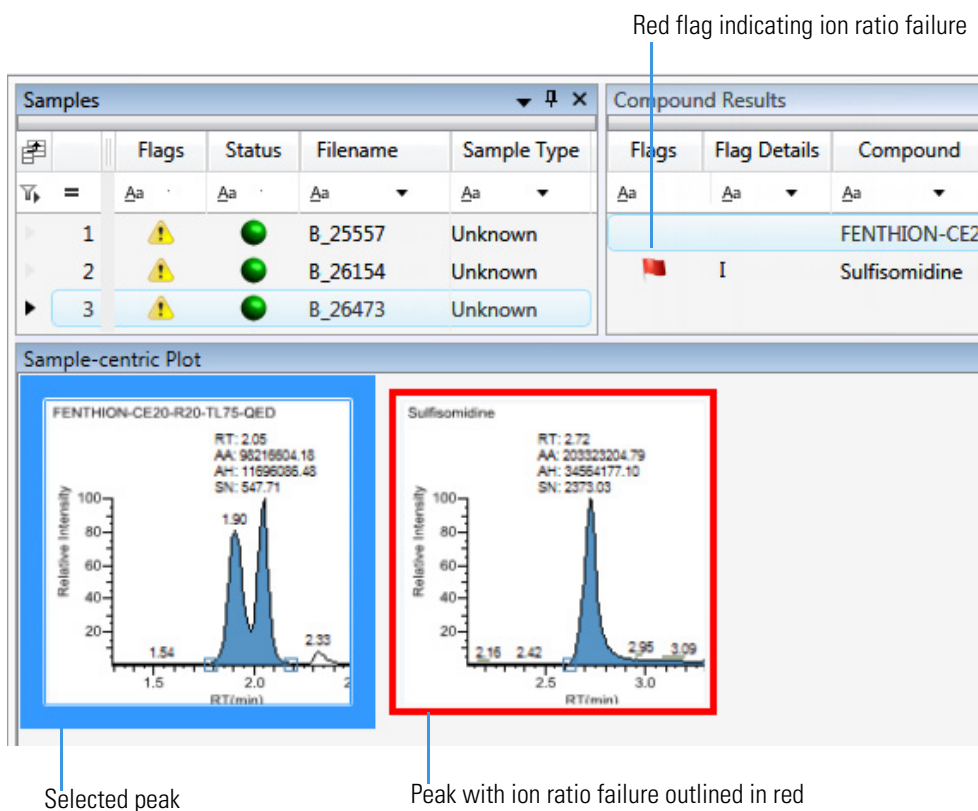 Red flag indicating ion ratio failure
Samples
Compound Results
Flags Status Filename Sample Type
Flags Flag Details Compound
= Aa Aa Aa Aa
Aa Aa Aa
1 B_25557 Unknown
FENTHION-CE2
2 B_26154 Unknown
I Sulfisomidine
3 B_26473 Unknown
Sample-centric Plot
FENTHION-CE20-R20-TL75-QED
RT: 2.05
AA: 98216604.18
AH: 11696086.48
SN: 547.71
Relative Intensity
100
80
60
40
20
1.90
1.54
2.33
1.5 2.0 2
RT(min)
Sulfisomidine
RT: 2.72
AA: 203323204.79
AH: 34564177.10
SN: 2373.03
Relative Intensity
100
80
60
40
20
2.16 2.42 2.95 3.09
2.5 3.0
RT(min)
Selected peak
Peak with ion ratio failure outlined in red